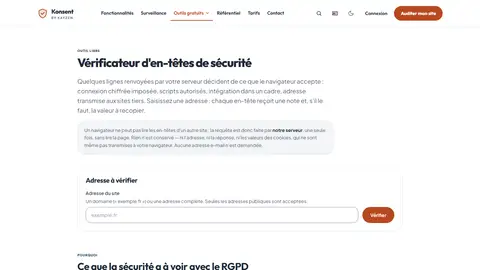 Konsent
BY KAYZEN
Fonctionnalités
Surveillance
Outils gratuits
Référentiel
Tarifs
Contact
Connexion
Auditer mon site
OUTIL LIBRE
Vérificateur d'en-têtes de sécurité
Quelques lignes renvoyées par votre serveur décident de ce que le navigateur accepte :
connexion chiffrée imposée, scripts autorisés, intégration dans un cadre, adresse
transmise aux sites tiers. Saisissez une adresse : chaque en-tête reçoit une note et, s'il le
faut, la valeur à recopier.
Un navigateur ne peut pas lire les en-têtes d'un autre site : la requête est donc faite par notre serveur, une seule
fois, sans lire la page. Rien n'est conservé — ni l'adresse, ni la réponse, ni les valeurs des cookies, qui ne sont
même pas transmises à votre navigateur. Aucune adresse e-mail n'est demandée.
Adresse à vérifier
Adresse du site
Un domaine (« exemple.fr ») ou une adresse complète. Seules les adresses publiques sont acceptées.
exemple.fr
Vérifier
POURQUOI
Ce que la sécurité a à voir avec le RGPD